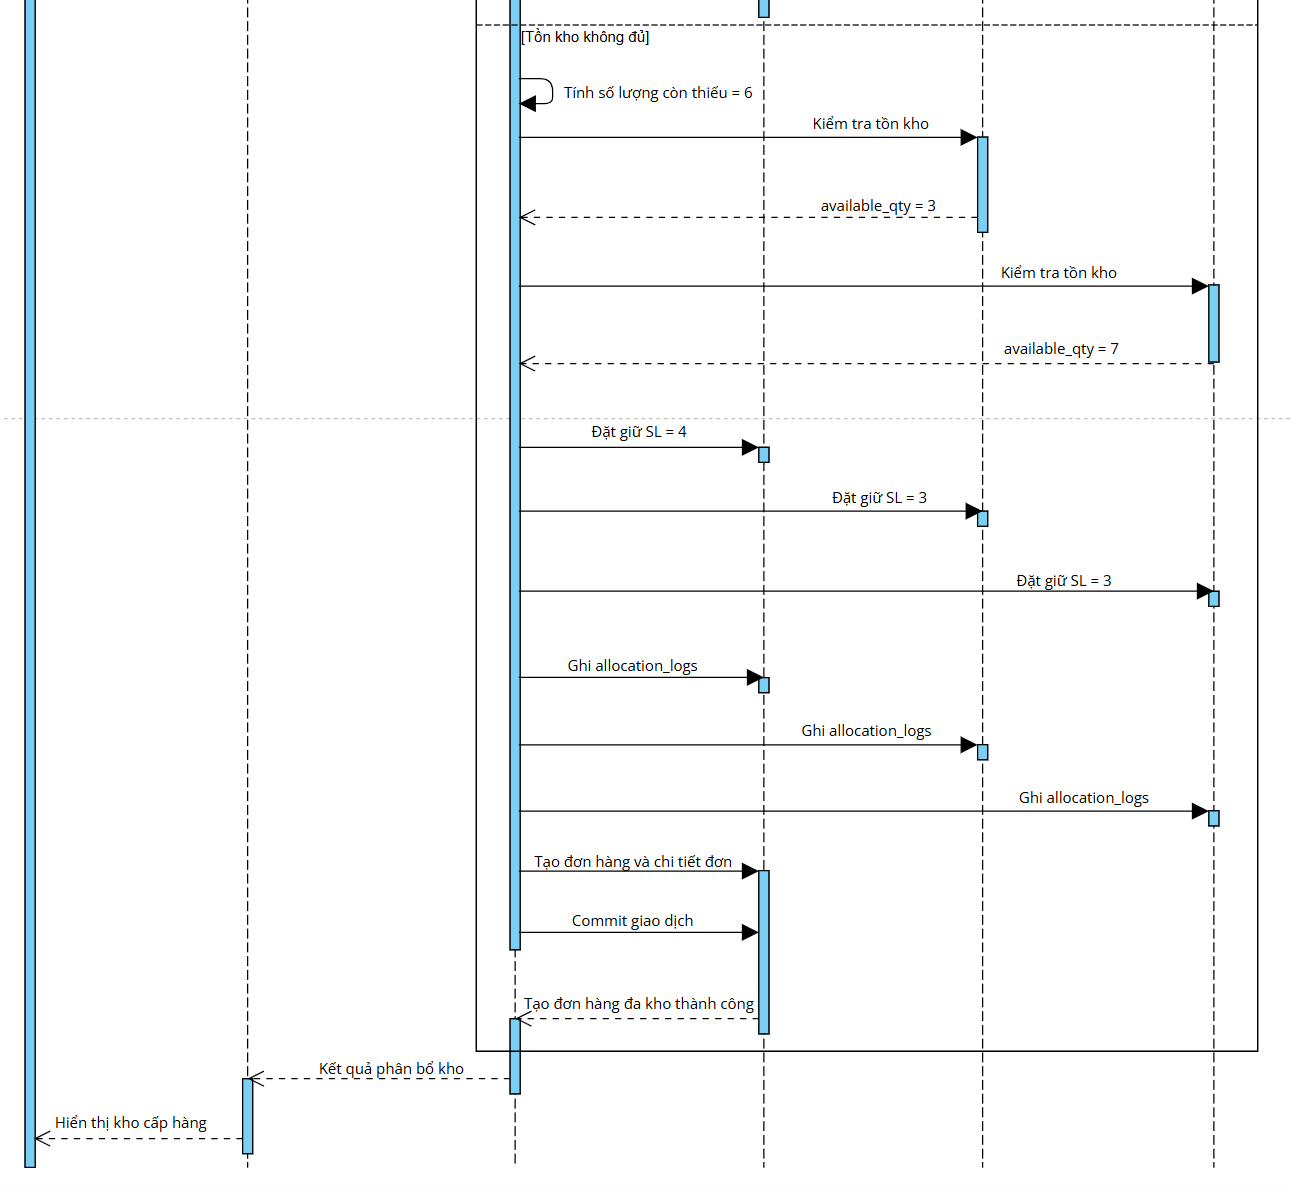 [Tồn kho không đủ]
Tính số lượng còn thiếu = 6
Kiểm tra tồn kho
available_qty = 3
Kiểm tra tồn kho
available_qty = 7
Đặt giữ SL = 4
Đặt giữ SL = 3
Đặt giữ SL = 3
Ghi allocation_logs
Ghi allocation_logs
Ghi allocation_logs
Tạo đơn hàng và chi tiết đơn
Commit giao dịch
Tạo đơn hàng đa kho thành công
Kết quả phân bổ kho
Hiển thị kho cấp hàng